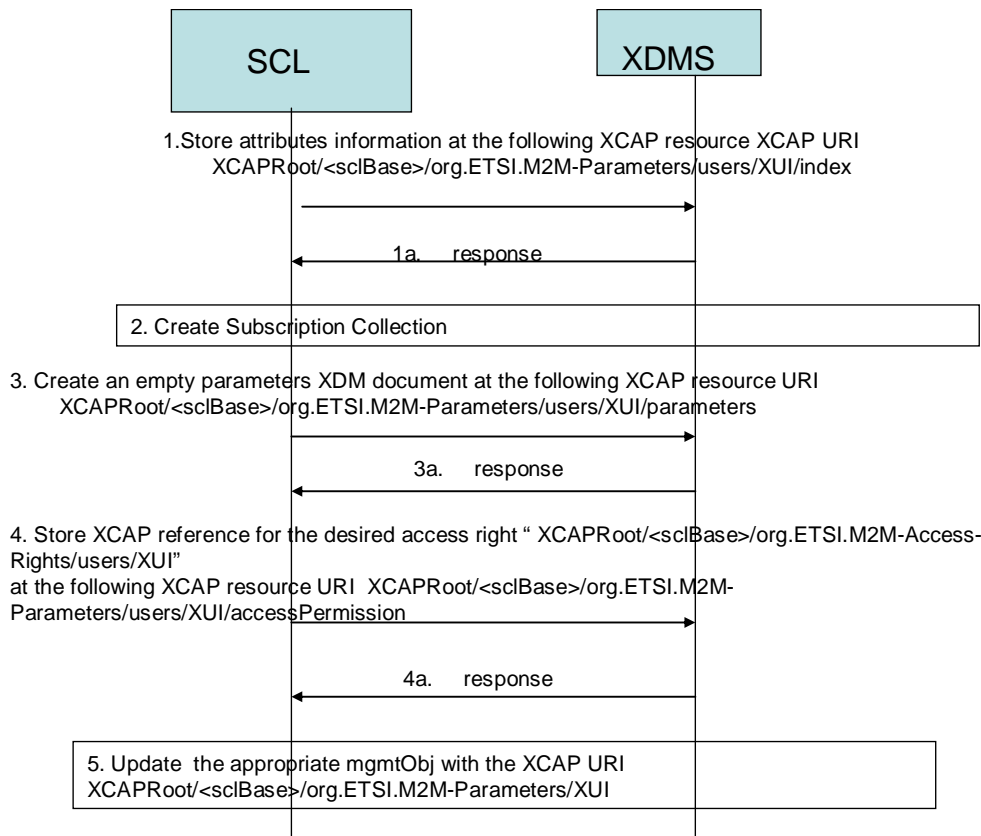 SCL
XDMS
1.Store attributes information at the following XCAP resource XCAP URI
XCAPRoot/<sclBase>/org.ETSI.M2M-Parameters/users/XUI/index
1a. response
2. Create Subscription Collection
3. Create an empty parameters XDM document at the following XCAP resource URI
XCAPRoot/<sclBase>/org.ETSI.M2M-Parameters/users/XUI/parameters
3a. response
4. Store XCAP reference for the desired access right “ XCAPRoot/<sclBase>/org.ETSI.M2M-Access-
Rights/users/XUI”
at the following XCAP resource URI XCAPRoot/<sclBase>/org.ETSI.M2M-
Parameters/users/XUI/accessPermission
4a. response
5. Update the appropriate mgmtObj with the XCAP URI
XCAPRoot/<sclBase>/org.ETSI.M2M-Parameters/XUI